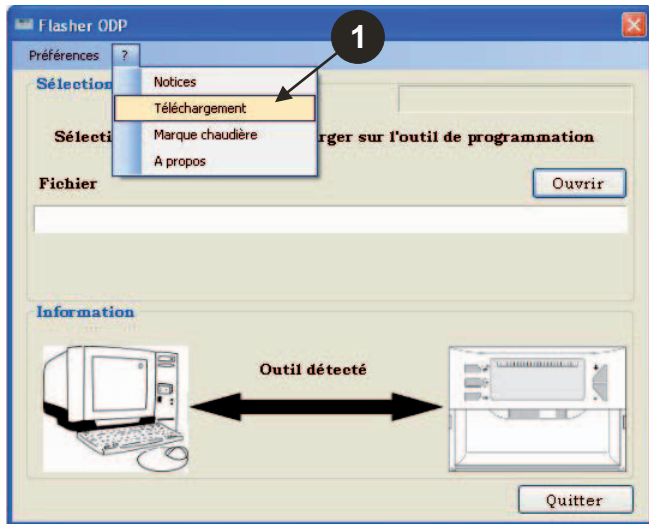 Flasher ODP
1
Préférences ?
Sélection
Notices
Téléchargement
Marque chaudière
A propos
Sélecti rger sur l'outil de programmation
Fichier
Ouvrir
Information
Outil détecté
Quitter